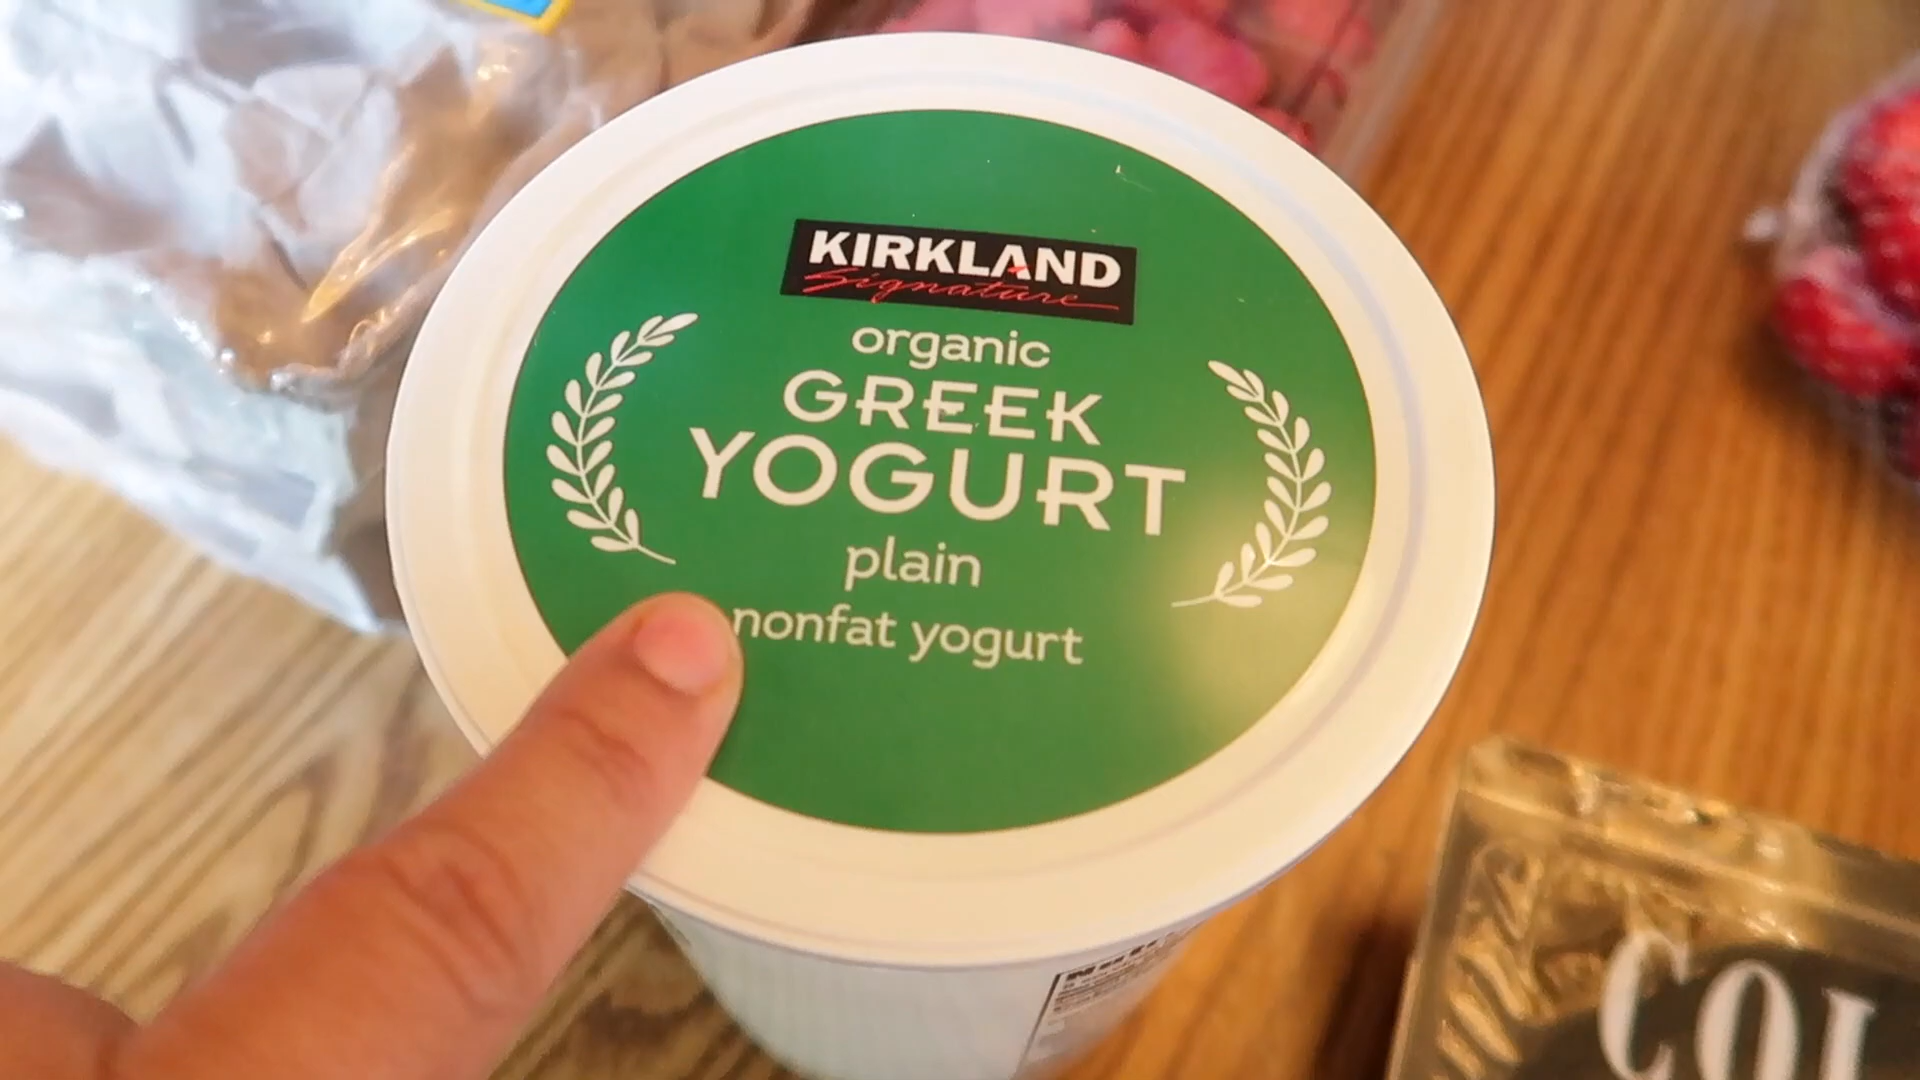 KIRKLAND
Signature
organic
GREEK
YOGURT
plain
nonfat yogurt